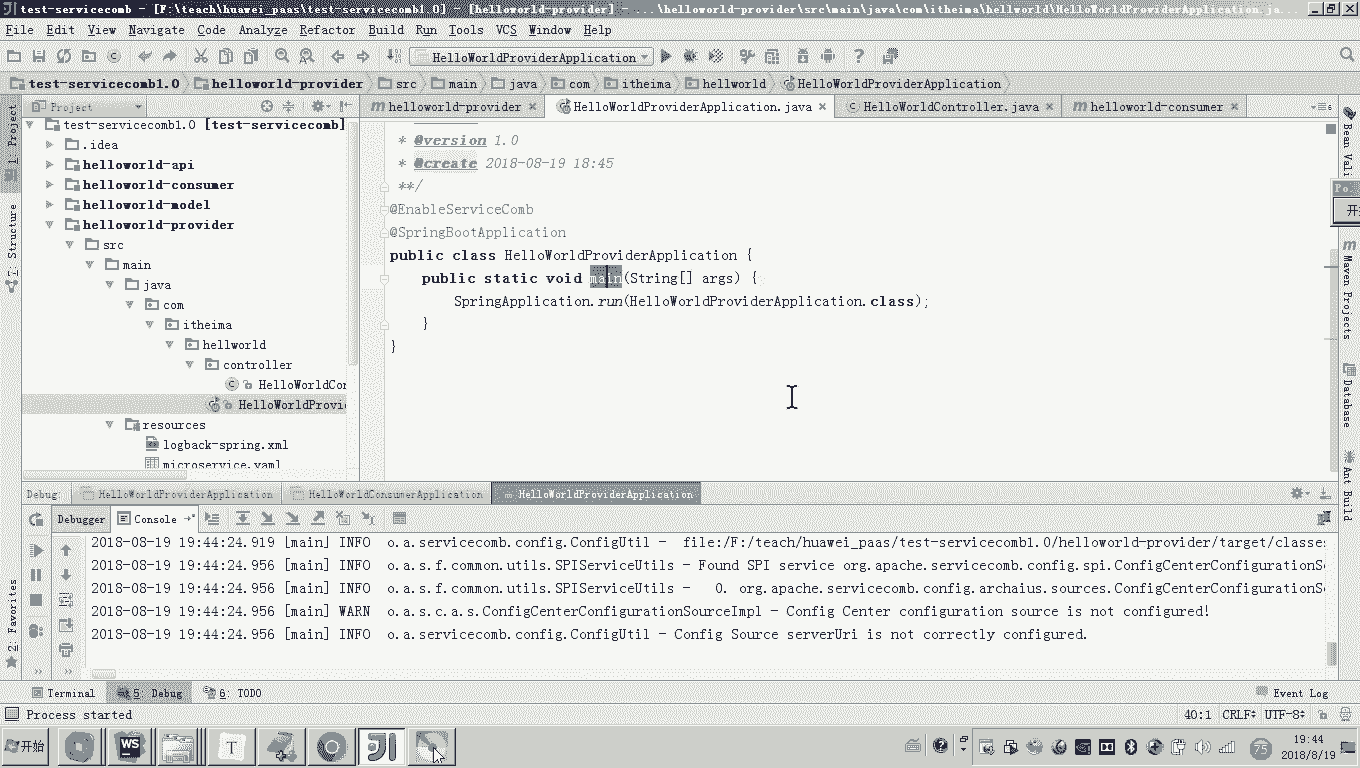 test-servicecomb - [F:\teach\huawei_paas\test-servicecomb1.0] - [helloworld-provider] - ...\helloworld-provider\src\main\java\com\itheima\hellworld\HelloWorldProviderApplication.ja...
File Edit View Navigate Code Analyze Refactor Build Run Tools VCS Window Help
HelloWorldProviderApplication
test-servicecomb1.0 helloworld-provider src main java com itheima hellworld HelloWorldProviderApplication
Project
helloworld-provider HelloWorldProviderApplication.java HelloWorldController.java helloworld-consumer
1: Project
7: Structure
2: Favorites
test-servicecomb1.0 [test-servicecomb]
.idea
helloworld-api
helloworld-consumer
helloworld-model
helloworld-provider
src
main
java
com
itheima
hellworld
controller
HelloWorldCon
HelloWorldProvi
resources
logback-spring.xml
microservice.yaml
* @version 1.0
* @create 2018-08-19 18:45
**/
@EnableServiceComb
@SpringBootApplication
public class HelloWorldProviderApplication {
public static void main(String[] args) {
SpringApplication.run(HelloWorldProviderApplication.class);
}
}
Bean Vali
Po.
开
Maven Projects
Database
Ant Build
Debug: HelloWorldProviderApplication HelloWorldConsumerApplication HelloWorldProviderApplication
Debugger Console
2018-08-19 19:44:24.919 [main] INFO o.a.servicecomb.config.ConfigUtil - file:/F:/teach/huawei_paas/test-servicecomb1.0/helloworld-provider/target/classes
2018-08-19 19:44:24.956 [main] INFO o.a.s.f.common.utils.SPIServiceUtils - Found SPI service org.apache.servicecomb.config.spi.ConfigCenterConfigurationSo
2018-08-19 19:44:24.956 [main] INFO o.a.s.f.common.utils.SPIServiceUtils - 0. org.apache.servicecomb.config.archaius.sources.ConfigCenterConfigurationSo
2018-08-19 19:44:24.956 [main] WARN o.a.s.c.a.s.ConfigCenterConfigurationSourceImpl - Config Center configuration source is not configured!
2018-08-19 19:44:24.956 [main] INFO o.a.servicecomb.config.ConfigUtil - Config Source serverUri is not correctly configured.
Terminal 5: Debug 6: TODO Event Log
Process started 40:1 CRLF UTF-8
开始 WS T JI 75 19:44
2018/8/19